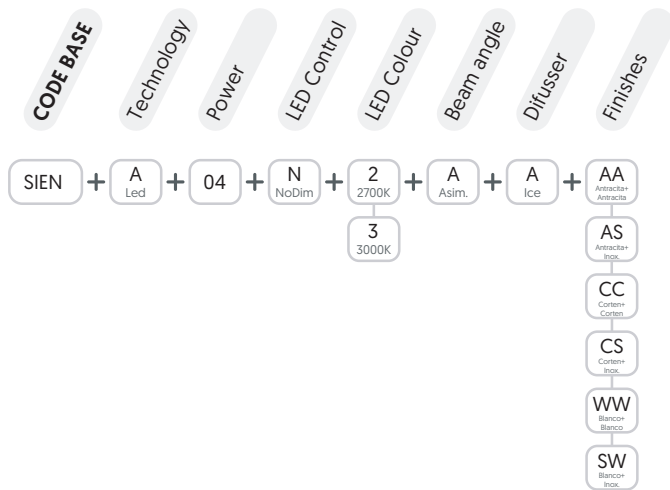 CODE BASE
Technology
Power
LED Control
LED Colour
Beam angle
Difusser
Finishes
SIEN + A + 04 + N + 2 + A + A + AA
Led NoDim 2700K Asim. Ice Antracita+
Antracita
3
3000K
AS
Antracita+
Inox.
CC
Corten+
Corten
CS
Corten+
Inox.
WW
Blanco+
Blanco
SW
Blanco+
Inox.